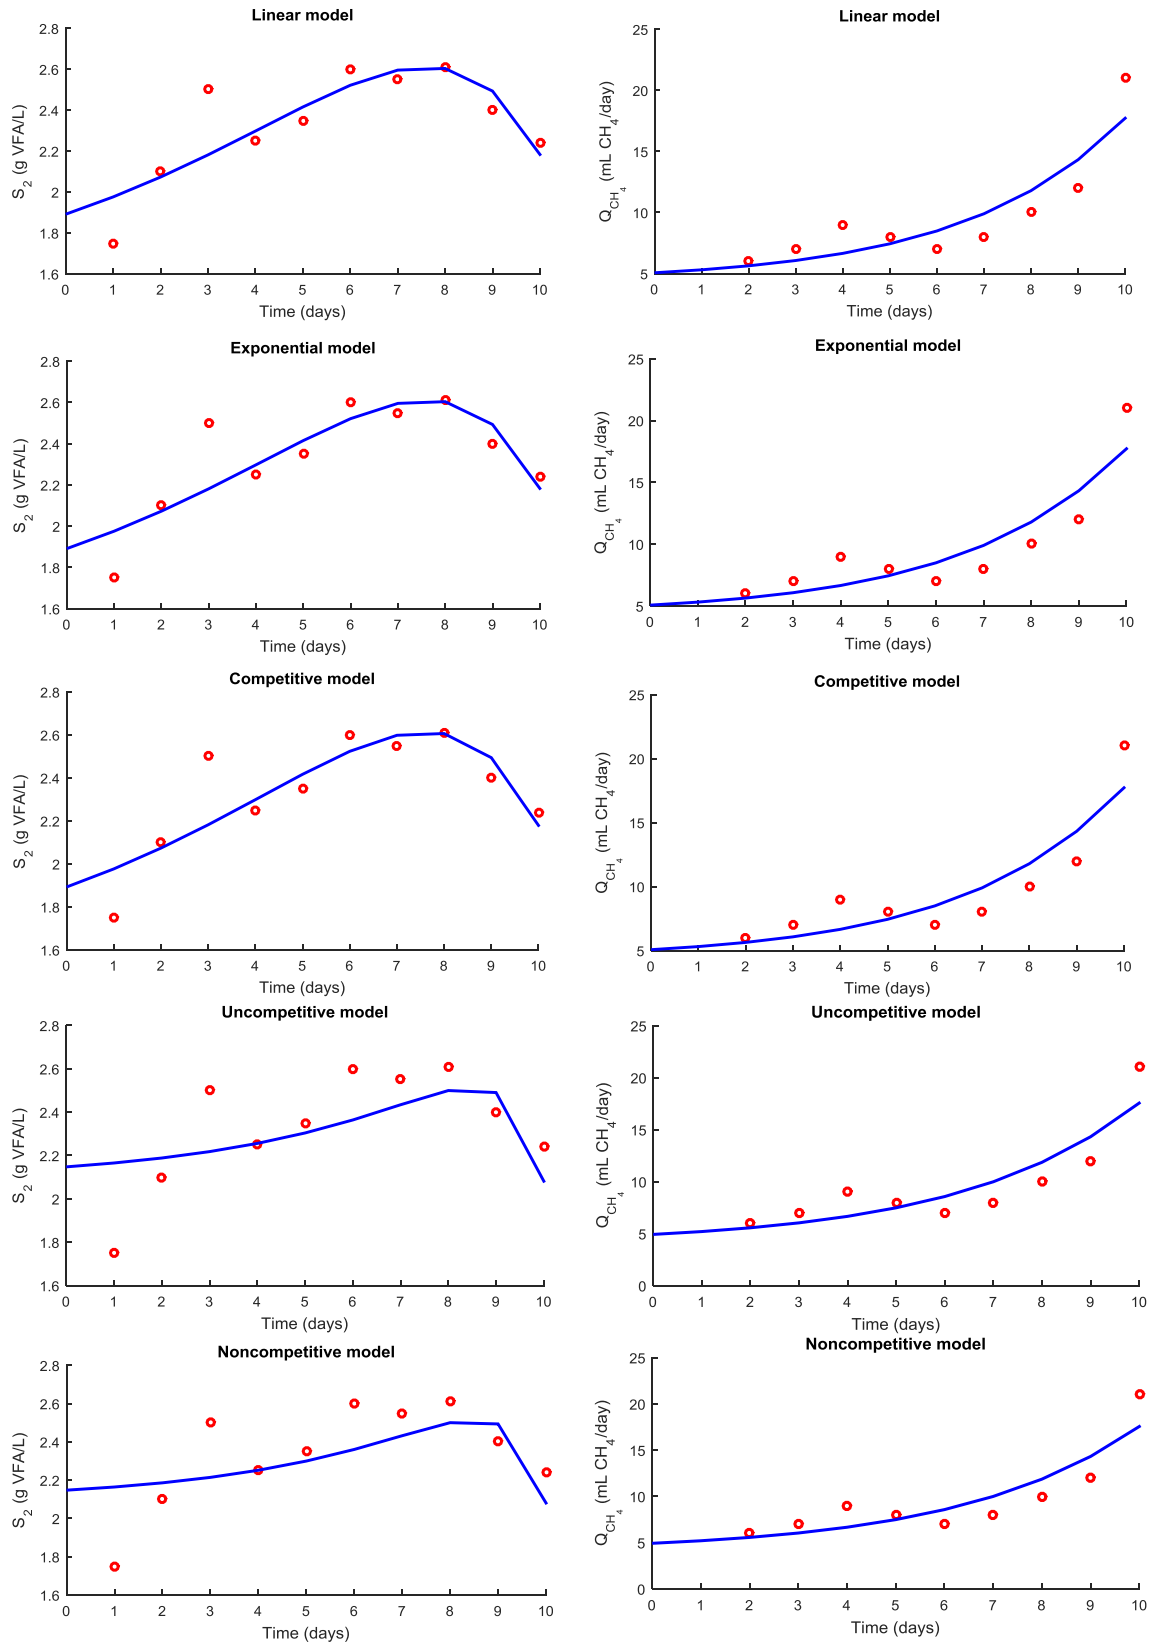 Linear model
2.8
2.6
2.4
2.2
2
1.8
1.6
S2 (g VFA/L)
0 1 2 3 4 5 6 7 8 9 10
Time (days)
Linear model
25
20
15
10
5
QCH4 (mL CH4/day)
0 1 2 3 4 5 6 7 8 9 10
Time (days)
Exponential model
2.8
2.6
2.4
2.2
2
1.8
1.6
S2 (g VFA/L)
0 1 2 3 4 5 6 7 8 9 10
Time (days)
Exponential model
25
20
15
10
5
QCH4 (mL CH4/day)
0 1 2 3 4 5 6 7 8 9 10
Time (days)
Competitive model
2.8
2.6
2.4
2.2
2
1.8
1.6
S2 (g VFA/L)
0 1 2 3 4 5 6 7 8 9 10
Time (days)
Competitive model
25
20
15
10
5
QCH4 (mL CH4/day)
0 1 2 3 4 5 6 7 8 9 10
Time (days)
Uncompetitive model
2.8
2.6
2.4
2.2
2
1.8
1.6
S2 (g VFA/L)
0 1 2 3 4 5 6 7 8 9 10
Time (days)
Uncompetitive model
25
20
15
10
5
0
QCH4 (mL CH4/day)
0 1 2 3 4 5 6 7 8 9 10
Time (days)
Noncompetitive model
2.8
2.6
2.4
2.2
2
1.8
1.6
S2 (g VFA/L)
0 1 2 3 4 5 6 7 8 9 10
Time (days)
Noncompetitive model
25
20
15
10
5
0
QCH4 (mL CH4/day)
0 1 2 3 4 5 6 7 8 9 10
Time (days)